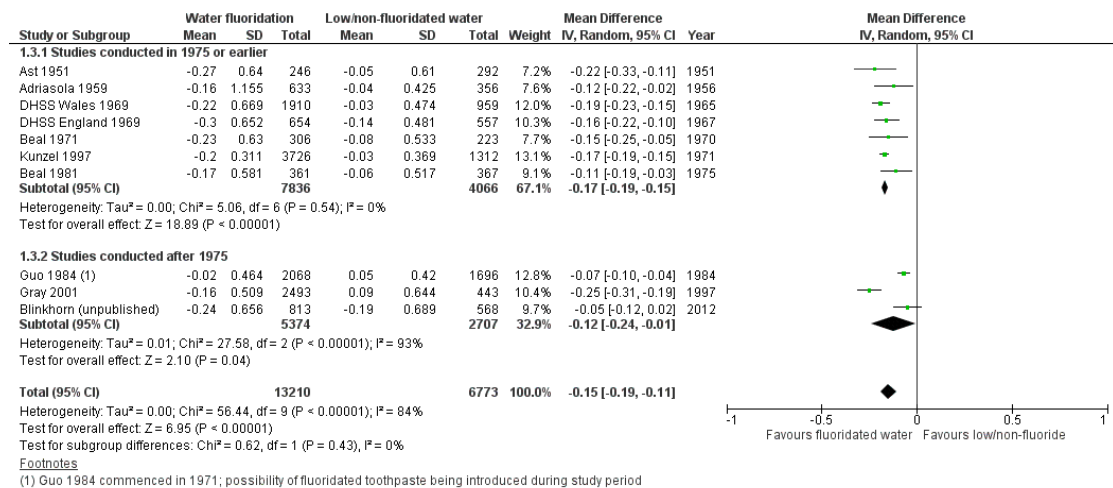 Water fluoridation Low/non-fluoridated water Mean Difference Mean Difference
Study or Subgroup Mean SD Total Mean SD Total Weight IV, Random, 95% CI Year IV, Random, 95% CI
1.3.1 Studies conducted in 1975 or earlier
Ast 1951 -0.27 0.64 246 -0.05 0.61 292 7.2% -0.22 [-0.33, -0.11] 1951
Adriasola 1959 -0.16 1.155 633 -0.04 0.425 356 7.6% -0.12 [-0.22, -0.02] 1956
DHSS Wales 1969 -0.22 0.669 1910 -0.03 0.474 959 12.0% -0.19 [-0.23, -0.15] 1965
DHSS England 1969 -0.3 0.652 654 -0.14 0.481 557 10.7% -0.16 [-0.22, -0.10] 1967
Beal 1971 -0.23 0.63 306 -0.08 0.533 223 7.5% -0.15 [-0.25, -0.05] 1970
Kunzel 1997 -0.2 0.311 3726 -0.03 0.369 1312 13.1% -0.17 [-0.19, -0.15] 1971
Beal 1981 -0.17 0.581 361 -0.06 0.517 367 9.1% -0.11 [-0.19, -0.03] 1975
Subtotal (95% CI) 7836 4066 67.1% -0.17 [-0.19, -0.15]
Heterogeneity: Tau² = 0.00; Chi² = 5.06, df = 6 (P = 0.54); I² = 0%
Test for overall effect: Z = 18.89 (P < 0.00001)
1.3.2 Studies conducted after 1975
Guo 1984 (1) -0.02 0.464 2068 0.05 0.42 1696 12.8% -0.07 [-0.10, -0.04] 1984
Gray 2001 -0.16 0.509 2493 0.09 0.644 443 10.4% -0.25 [-0.31, -0.19] 1997
Blinkhorn (unpublished) -0.24 0.656 813 -0.19 0.689 568 9.7% -0.05 [-0.12, 0.02] 2012
Subtotal (95% CI) 5374 2707 32.9% -0.12 [-0.24, -0.01]
Heterogeneity: Tau² = 0.01; Chi² = 27.58, df = 2 (P < 0.00001); I² = 93%
Test for overall effect: Z = 2.10 (P = 0.04)
Total (95% CI) 13210 6773 100.0% -0.15 [-0.19, -0.11]
Heterogeneity: Tau² = 0.00; Chi² = 56.44, df = 9 (P < 0.00001); I² = 84%
Test for overall effect: Z = 6.95 (P < 0.00001)
Test for subgroup differences: Chi² = 0.62, df = 1 (P = 0.43), I² = 0%
-1 -0.5 0 0.5 1
Favours fluoridated water Favours low/non-fluoride
Footnotes
(1) Guo 1984 commenced in 1971; possibility of fluoridated toothpaste being introduced during study period